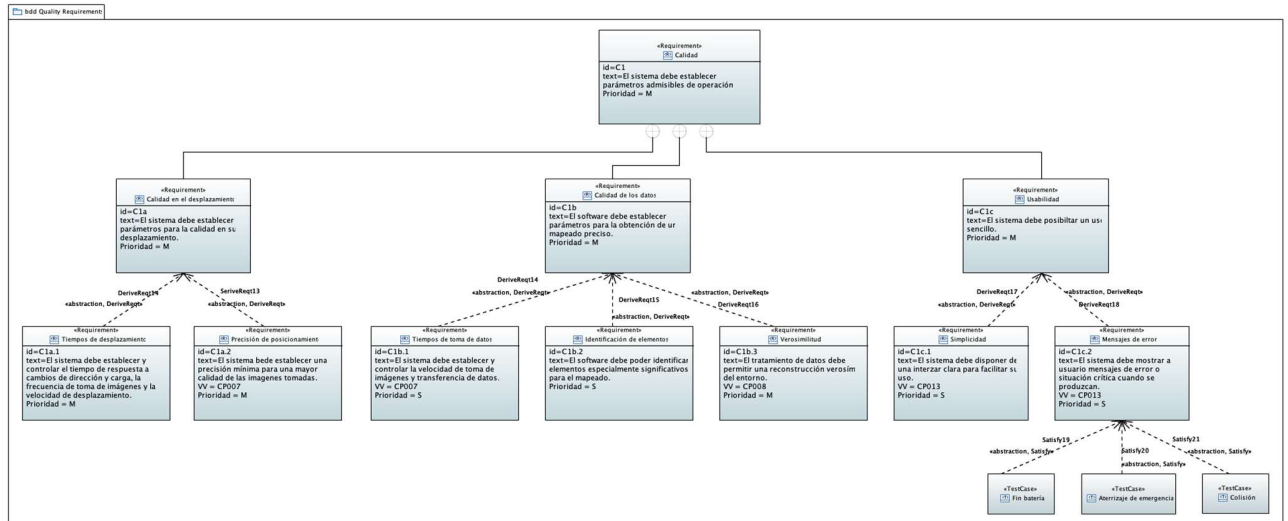 bdd Quality Requirements
«Requirement»
Calidad
id=C1
text=El sistema debe establecer
parámetros admisibles de operación
Prioridad = M
«Requirement»
Calidad en el desplazamiento
id=C1a
text=El sistema debe establecer
parámetros para la calidad en su
desplazamiento.
Prioridad = M
«Requirement»
Calidad de los datos
id=C1b
text=El software debe establecer
parámetros para la obtención de un
mapeado preciso.
Prioridad = M
«Requirement»
Usabilidad
id=C1c
text=El sistema debe posibiltar un uso
sencillo.
Prioridad = M
DeriveReqt14
«abstraction, DeriveReqt»
SeriveReqt13
«abstraction, DeriveReqt»
DeriveReqt14
«abstraction, DeriveReqt»
DeriveReqt15
«abstraction, DeriveReqt»
«abstraction, DeriveReqt»
DeriveReqt16
DeriveReqt17
«abstraction, DeriveReqt»
«abstraction, DeriveReqt»
DeriveReqt18
«Requirement»
Tiempos de desplazamiento
id=C1a.1
text=El sistema debe establecer y
controlar el tiempo de respuesta a
cambios de dirección y carga, la
frecuencia de toma de imágenes y la
velocidad de desplazamiento.
Prioridad = M
«Requirement»
Precisión de posicionamient
id=C1a.2
text=El sistema bede establecer una
precisión mínima para una mayor
calidad de las imagenes tomadas.
VV = CP007
Prioridad = M
«Requirement»
Tiempos de toma de datos
id=C1b.1
text=El sistema debe establecer y
controlar la velocidad de toma de
imágenes y transferencia de datos.
VV = CP007
Prioridad = S
«Requirement»
Identificación de elementos
id=C1b.2
text=El software debe poder identificar
elementos especialmente significativos
para el mapeado.
Prioridad = S
«Requirement»
Verosimilitud
id=C1b.3
text=El tratamiento de datos debe
permitir una reconstrucción verosím
del entorno.
VV = CP008
Prioridad = M
«Requirement»
Simplicidad
id=C1c.1
text=El sistema debe disponer de
una interzar clara para facilitar su
uso.
VV = CP013
Prioridad = S
«Requirement»
Mensajes de error
id=C1c.2
text=El sistema debe mostrar a
usuario mensajes de error o
situación crítica cuando se
produzcan.
VV = CP013
Prioridad = S
Satisfy19
«abstraction, Satisfy»
Satisfy20
«abstraction, Satisfy»
Satisfy21
«abstraction, Satisfy»
«TestCase»
Fin batería
«TestCase»
Aterrizaje de emergencia
«TestCase»
Colisión